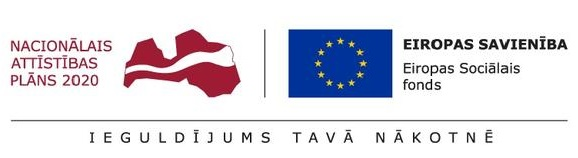 NACIONĀLAIS
ATTĪSTĪBAS
PLĀNS 2020
EIROPAS SAVIENĪBA
Eiropas Sociālais
fonds
IEGULDĪJUMS TAVĀ NĀKOTNĒ